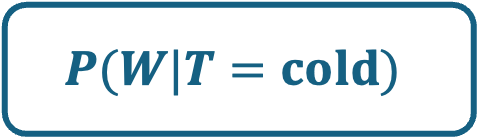 P(W|T = cold)